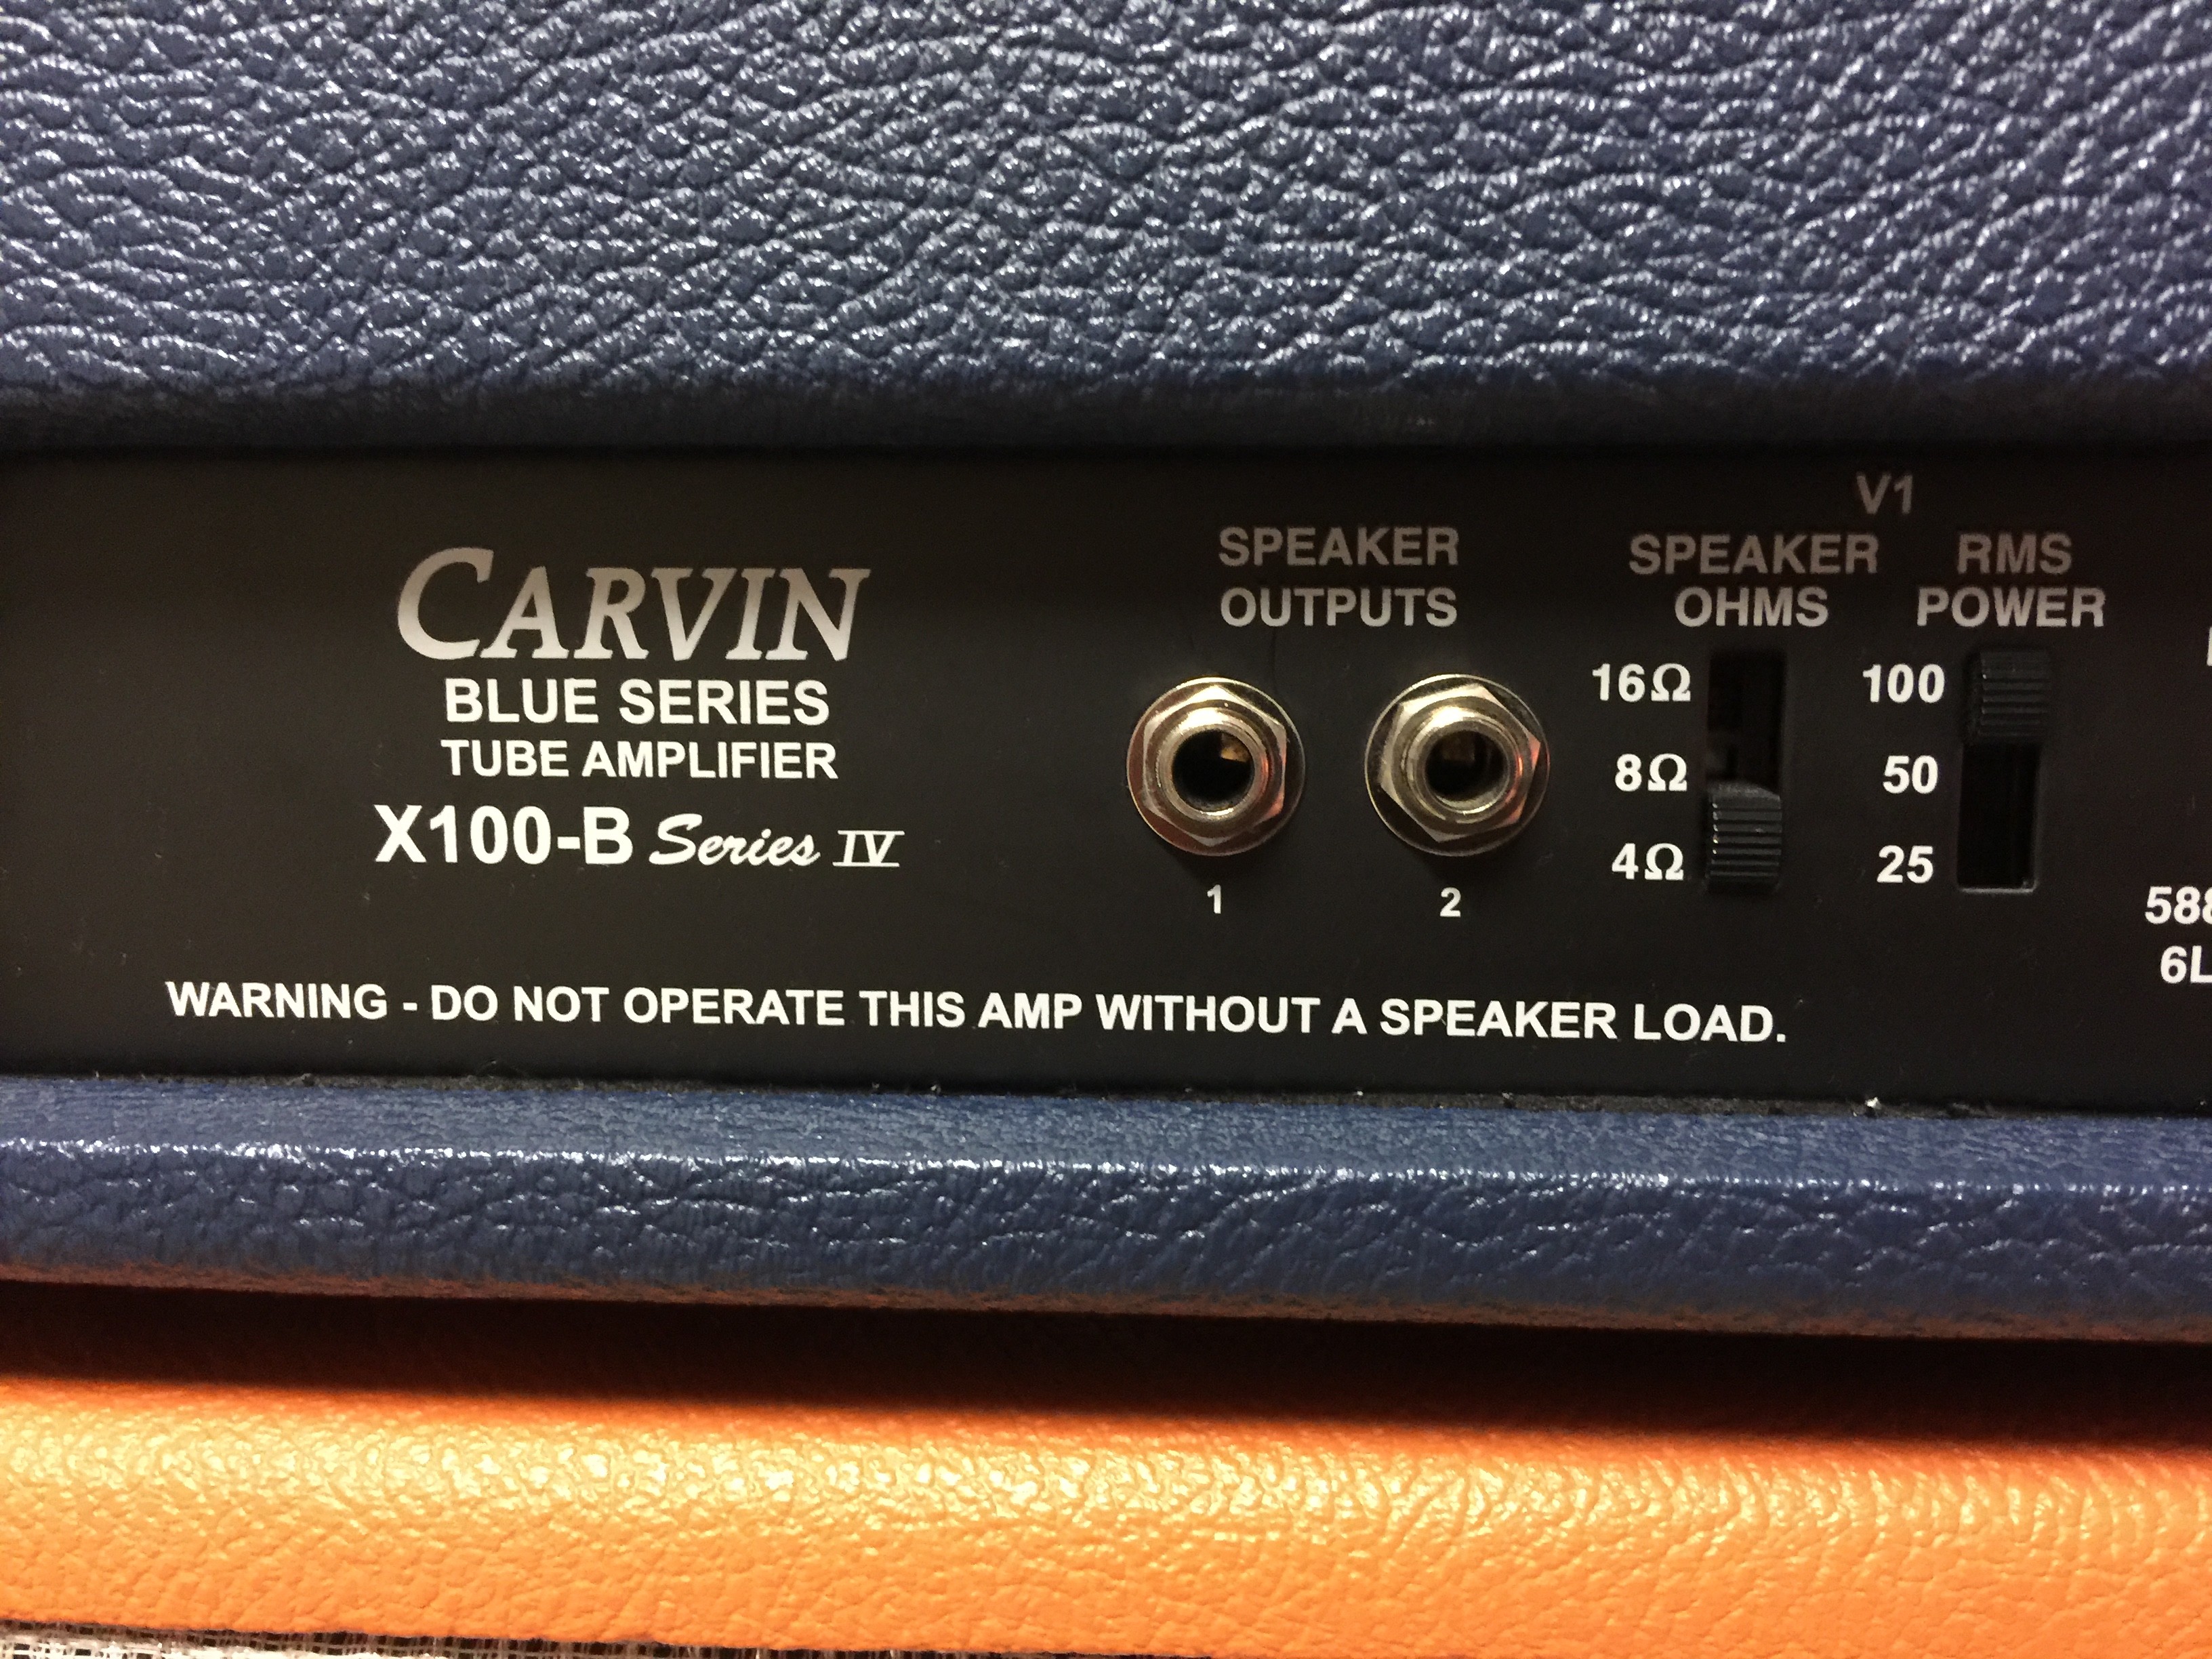 CARVIN
BLUE SERIES
TUBE AMPLIFIER
X100-B Series IV
SPEAKER
OUTPUTS
1
2
V1
SPEAKER
OHMS
16Ω
8Ω
4Ω
RMS
POWER
100
50
25
WARNING - DO NOT OPERATE THIS AMP WITHOUT A SPEAKER LOAD.